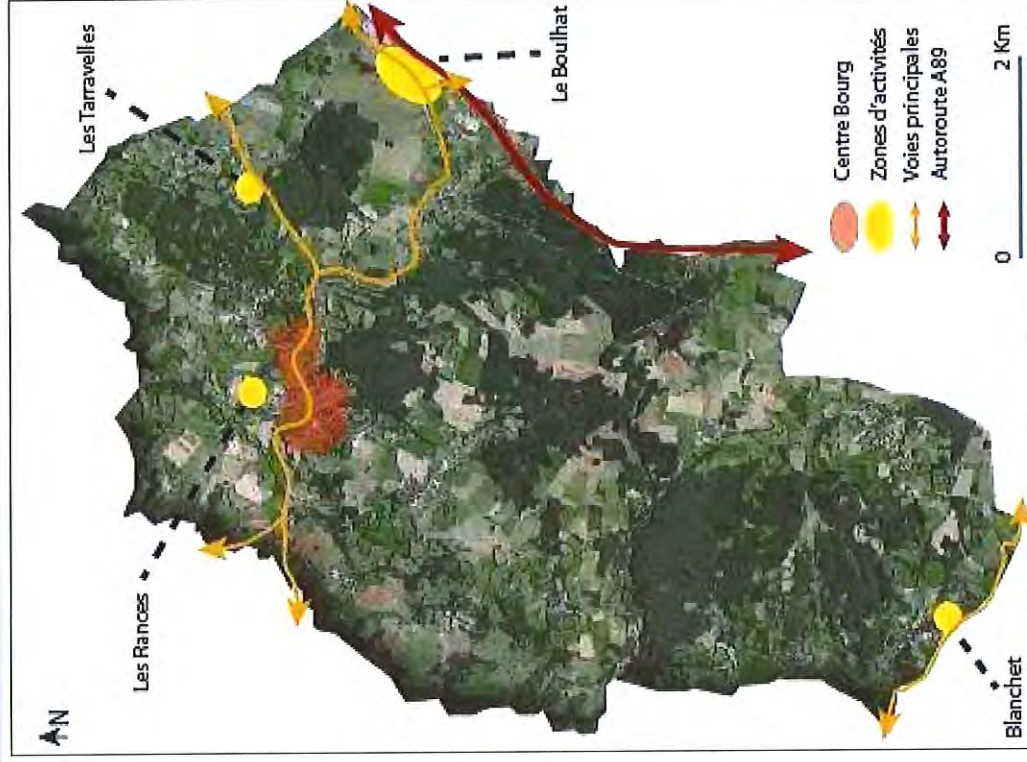 N
Les Tarravelles
Les Rances
Le Boulhat
Blanchet
Centre Bourg
Zones d'activités
Voies principales
Autoroute A89
0
2 Km